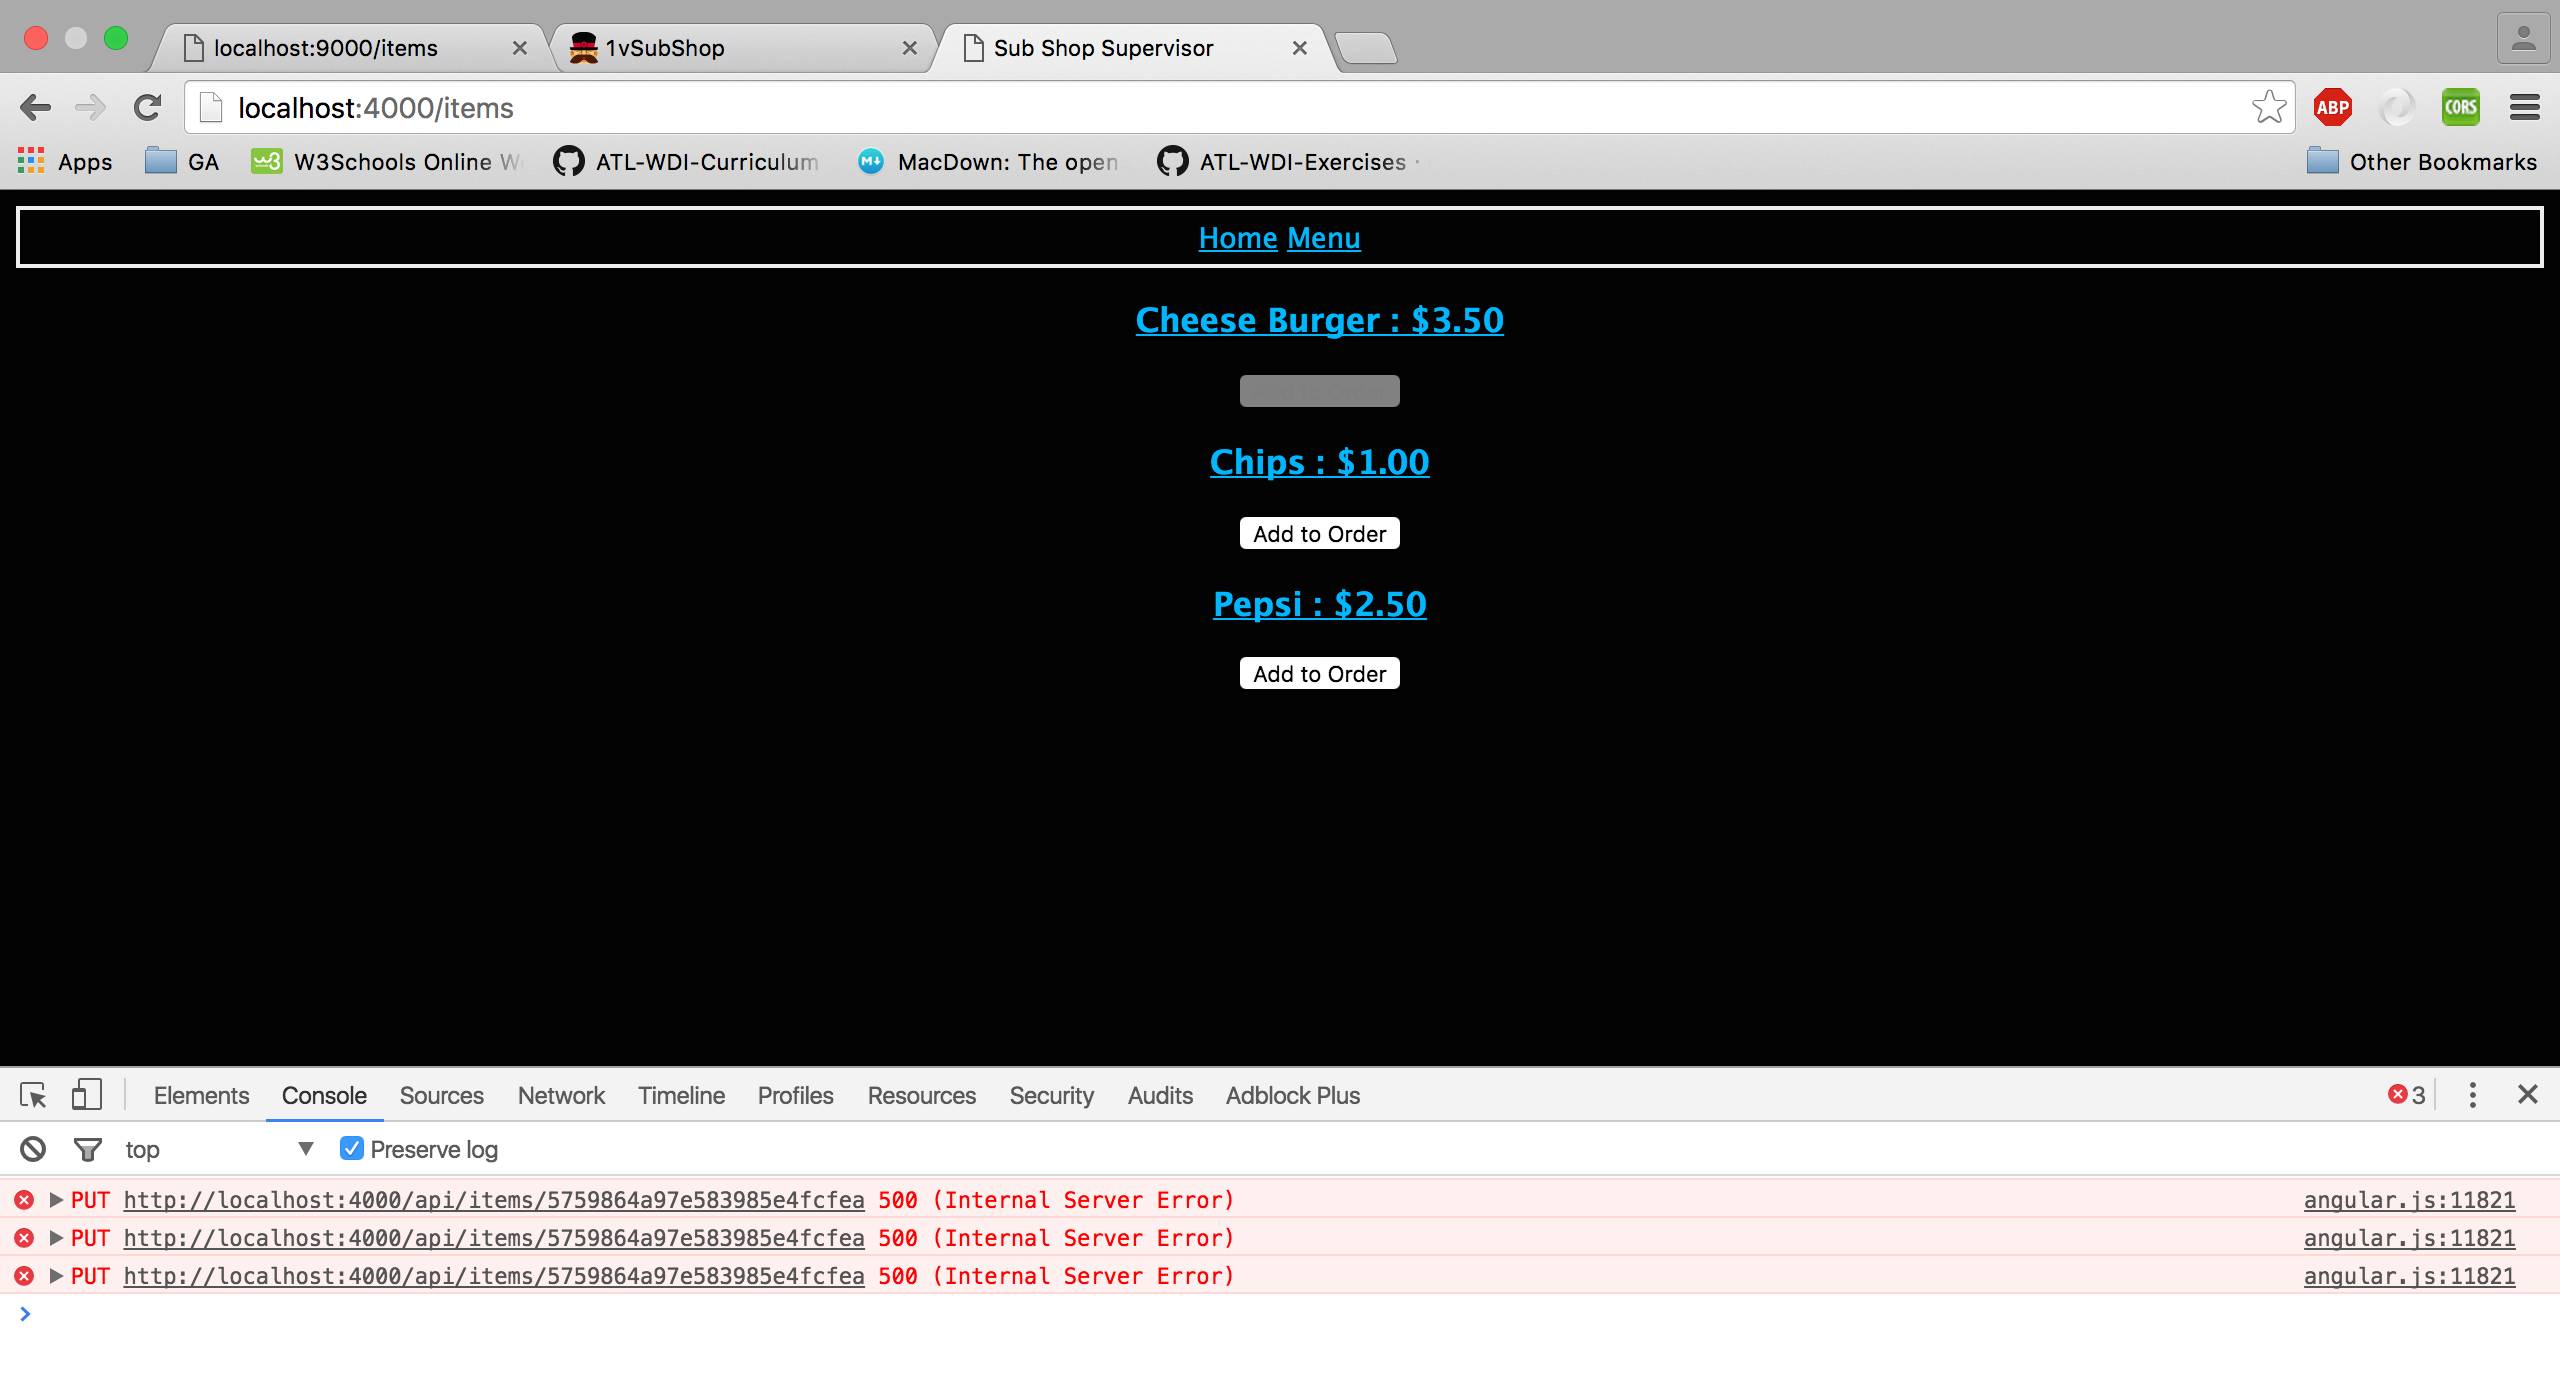 localhost:9000/items
1vSubShop
Sub Shop Supervisor
localhost:4000/items
ABP
CORS
Apps
GA
w3
W3Schools Online W
ATL-WDI-Curriculum
M
MacDown: The open
ATL-WDI-Exercises ·
Other Bookmarks
Home Menu
Cheese Burger : $3.50
Chips : $1.00
Add to Order
Pepsi : $2.50
Add to Order
Elements Console Sources Network Timeline Profiles Resources Security Audits Adblock Plus 3
top Preserve log
PUT http://localhost:4000/api/items/5759864a97e583985e4fcfea 500 (Internal Server Error) angular.js:11821
PUT http://localhost:4000/api/items/5759864a97e583985e4fcfea 500 (Internal Server Error) angular.js:11821
PUT http://localhost:4000/api/items/5759864a97e583985e4fcfea 500 (Internal Server Error) angular.js:11821